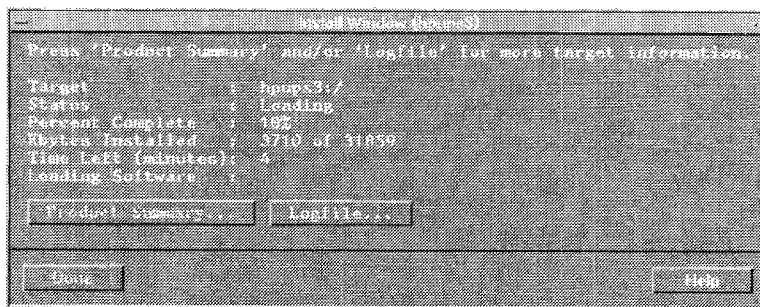 Install Window (hpups3)
Press 'Product Summary' and/or 'Logfile' for more target information.
Target : hpups3:/
Status : Loading
Percent Complete : 10%
Kbytes Installed : 3710 of 31859
Time Left (minutes): 4
Loading Software :
Product Summary... Logfile...
Done Help